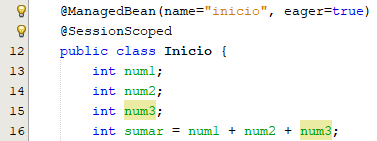 @ManagedBean(name="inicio", eager=true)
@SessionScoped
12 public class Inicio {
13 int num1;
14 int num2;
15 int num3;
16 int sumar = num1 + num2 + num3;